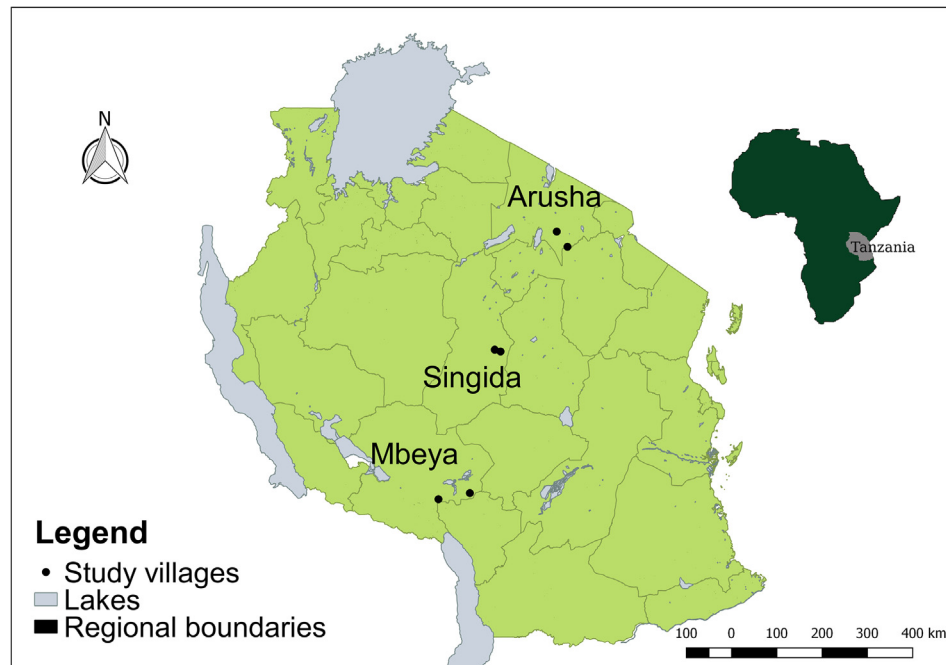 N
Arusha
Tanzania
Singida
Mbeya
Legend
Study villages
Lakes
Regional boundaries
100 0 100 200 300 400 km